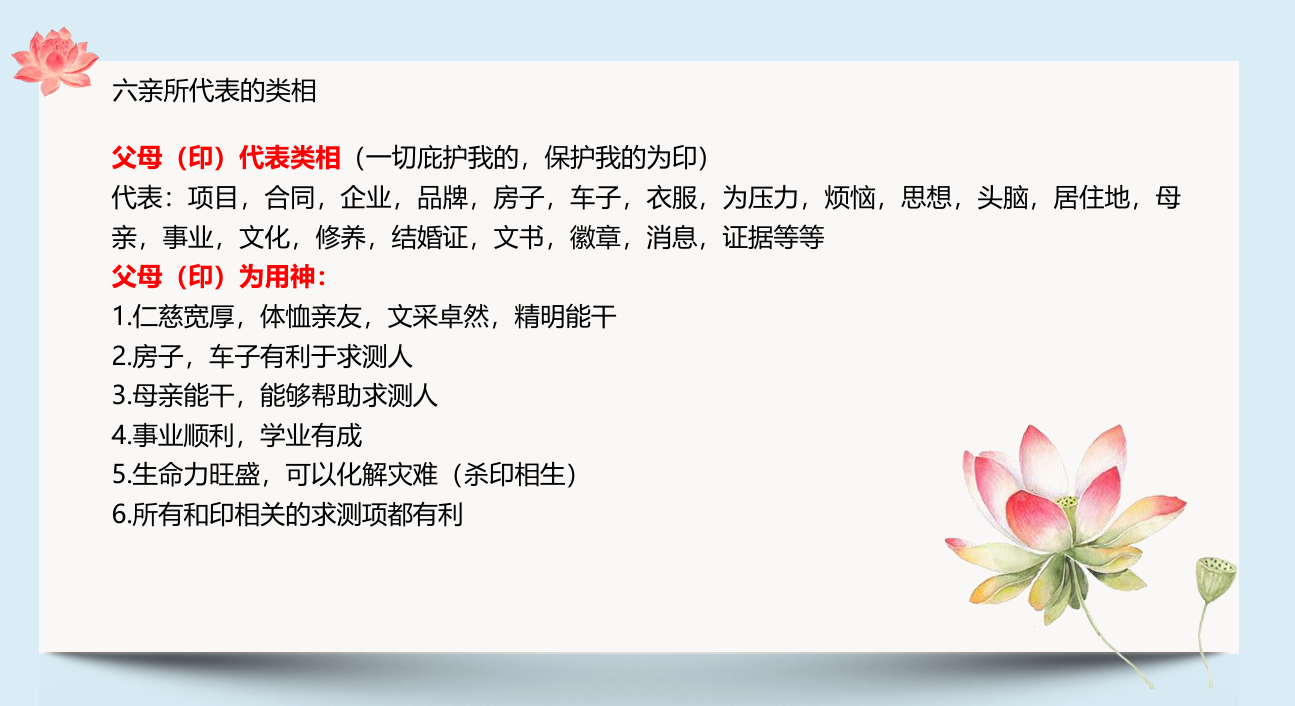 六亲所代表的类相
父母（印）代表类相（一切庇护我的，保护我的为印）
代表：项目，合同，企业，品牌，房子，车子，衣服，为压力，烦恼，思想，头脑，居住地，母
亲，事业，文化，修养，结婚证，文书，徽章，消息，证据等等
父母（印）为用神：
1.仁慈宽厚，体恤亲友，文采卓然，精明能干
2.房子，车子有利于求测人
3.母亲能干，能够帮助求测人
4.事业顺利，学业有成
5.生命力旺盛，可以化解灾难（杀印相生）
6.所有和印相关的求测项都有利